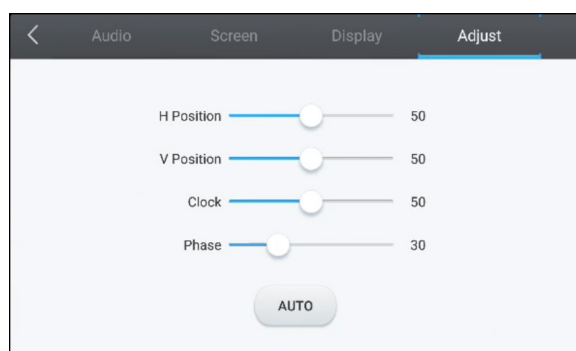 Audio Screen Display Adjust
H Position 50
V Position 50
Clock 50
Phase 30
AUTO